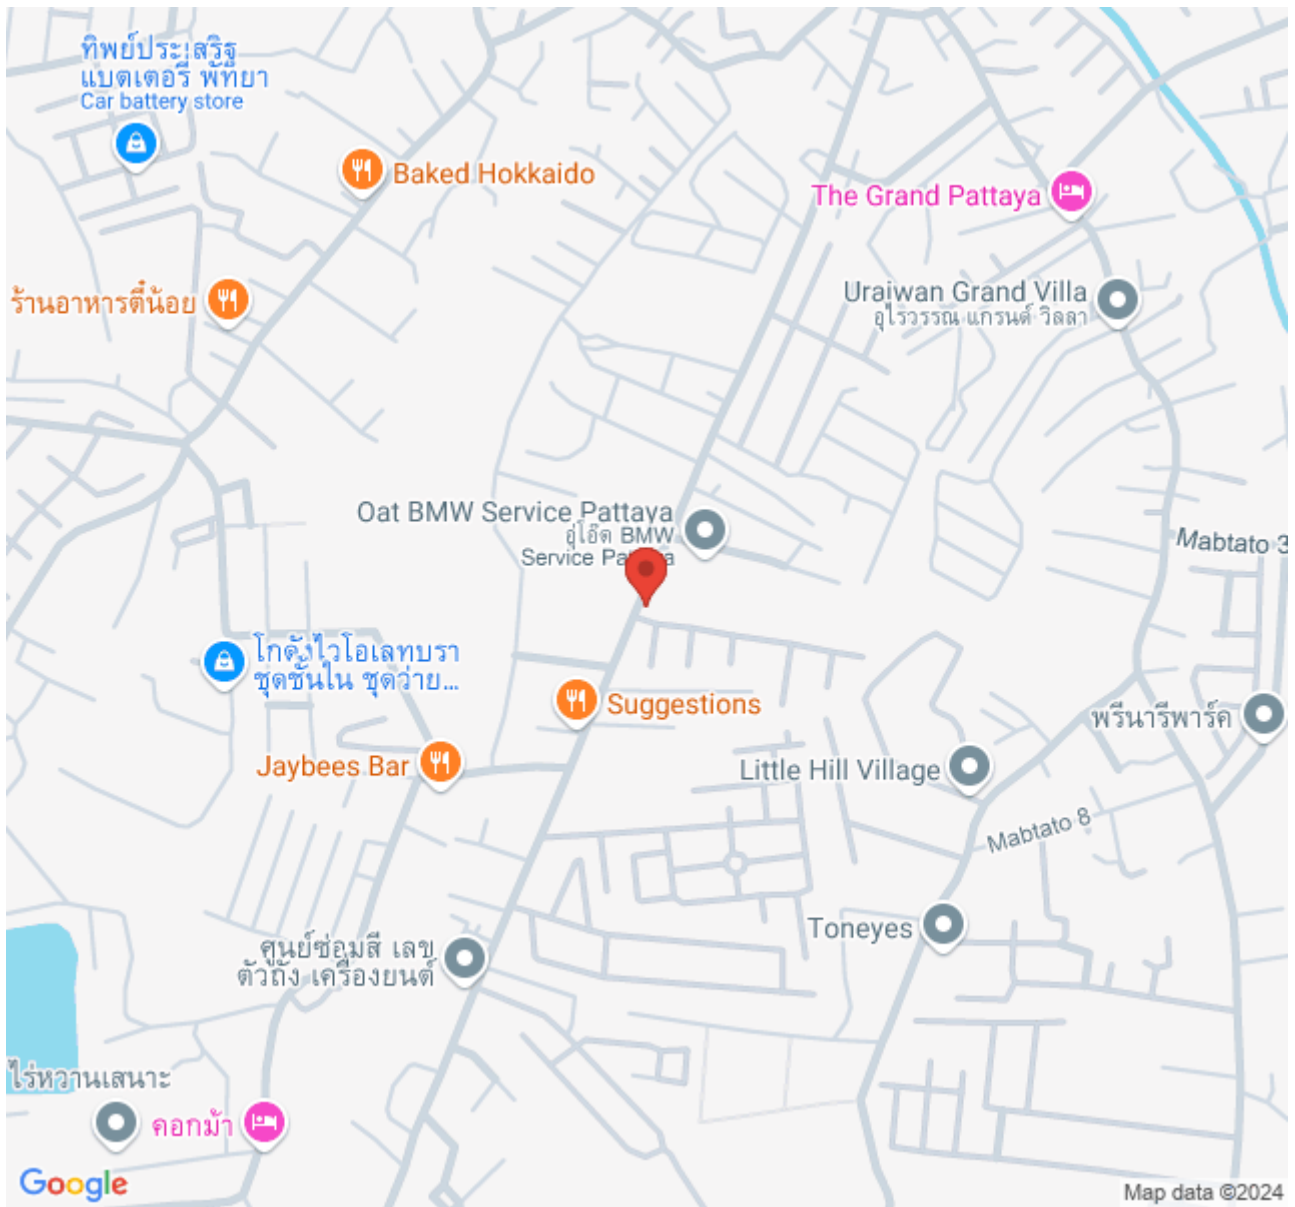 ทิพย์ประเสริฐ
แบตเตอรี่ พัทยา
Car battery store
Baked Hokkaido
The Grand Pattaya
ร้านอาหารตี๋น้อย
Uraiwan Grand Villa
อุไรวรรณ แกรนด์ วิลลา
Oat BMW Service Pattaya
อู่โอ๊ต BMW
Service
Mabtato 3
โกดังไวโอเลทบรา
ชุดชั้นใน ชุดว่าย...
Suggestions
พรีนารีพาร์ค
Jaybees Bar
Little Hill Village
Mabtato 8
Toneyes
ศูนย์ซ่อมสี เลข
ตัวถัง เครื่องยนต์
ไร่หวานเสนาะ
คอกม้า
Google
Map data ©2024